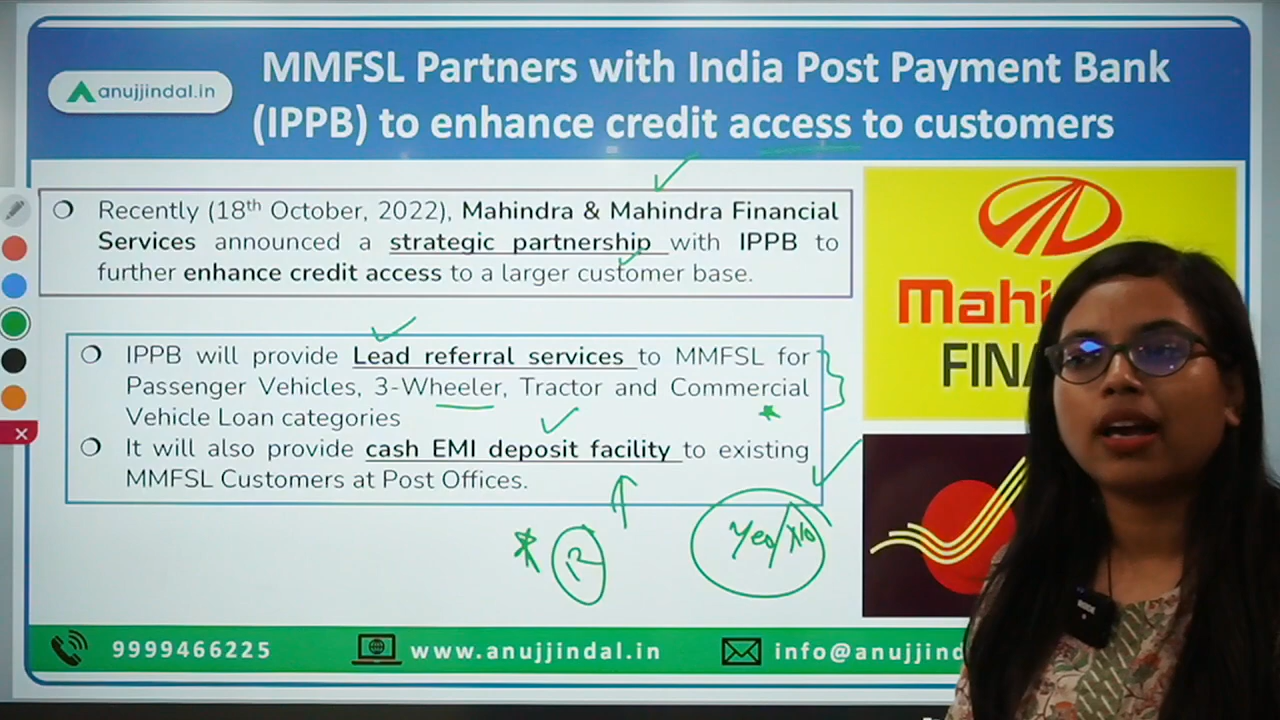 MMFSL Partners with India Post Payment Bank
anujjindal.in
(IPPB) to enhance credit access to customers
Recently (18th October, 2022), Mahindra & Mahindra Financial
Services announced a strategic partnership with IPPB to
further enhance credit access to a larger customer base.
Mahi
FINA
IPPB will provide Lead referral services to MMFSL for
Passenger Vehicles, 3-Wheeler, Tractor and Commercial
Vehicle Loan categories
It will also provide cash EMI deposit facility to existing
MMFSL Customers at Post Offices.
Yes/No
9999466225
www.anujjindal.in
info@anujjind